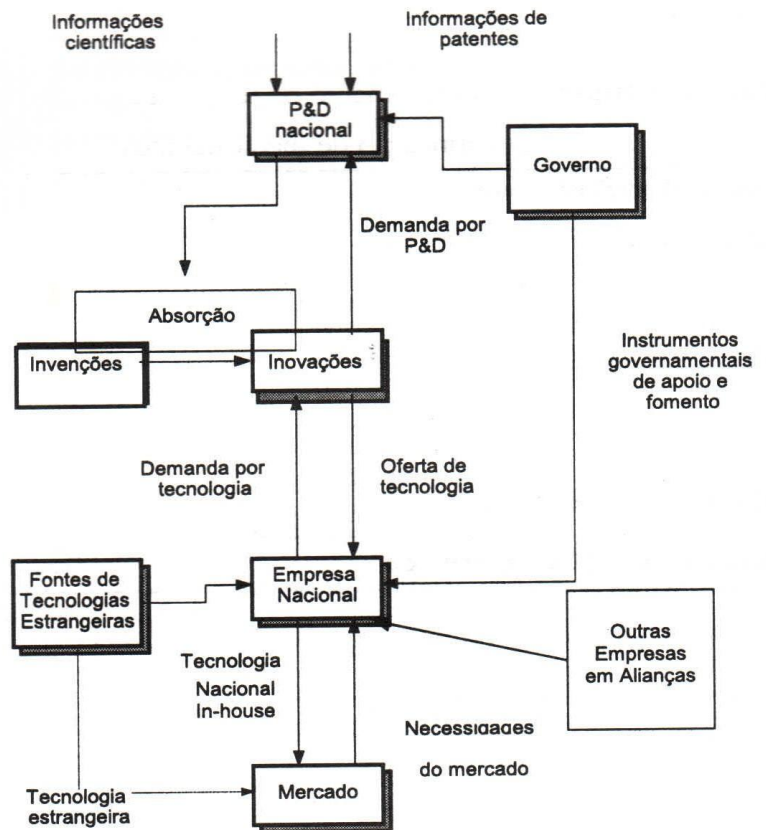 Informações
científicas
Informações de
patentes
P&D
nacional
Governo
Demanda por
P&D
Absorção
Invenções
Inovações
Instrumentos
governamentais
de apoio e
fomento
Demanda por
tecnologia
Oferta de
tecnologia
Fontes de
Tecnologias
Estrangeiras
Empresa
Nacional
Outras
Empresas
em Alianças
Tecnologia
Nacional
In-house
Necessidades
do mercado
Mercado
Tecnologia
estrangeira